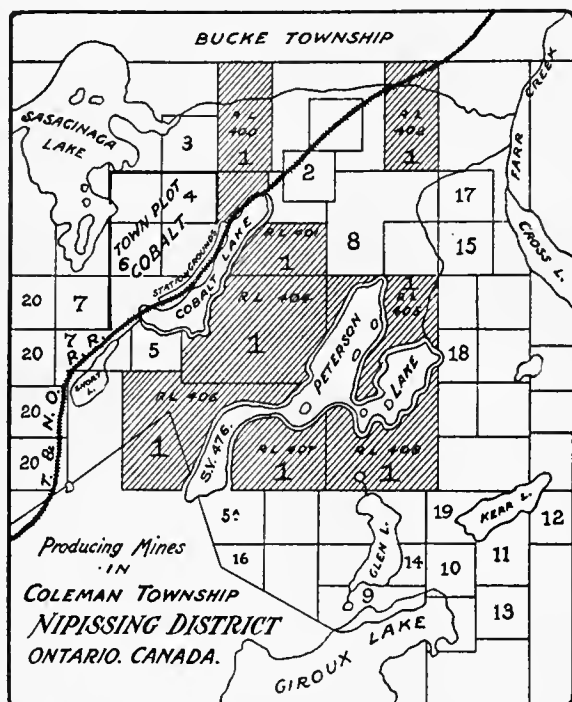 BUCKE TOWNSHIP
SASAGINAGA
LAKE
FARR
CREEK
CROSS L.
3
R L
400
1
R L
402
1
2
4
17
TOWN PLOT
6 COBALT
STATION GROUNDS
COBALT LAKE
R L 401
1
8
15
20
7
R L 404
1
1
R L
405
20
7
R. R.
5
SHORT
L.
PETERSON
LAKE
18
T. & N. O.
R L 406
1
20
S.V. 476.
R L 407
1
R L 408
1
20
5A
19
KERR L.
12
16
GLEN L.
14
10
11
9
13
GIROUX LAKE
Producing Mines
IN
COLEMAN TOWNSHIP
NIPISSING DISTRICT
ONTARIO. CANADA.